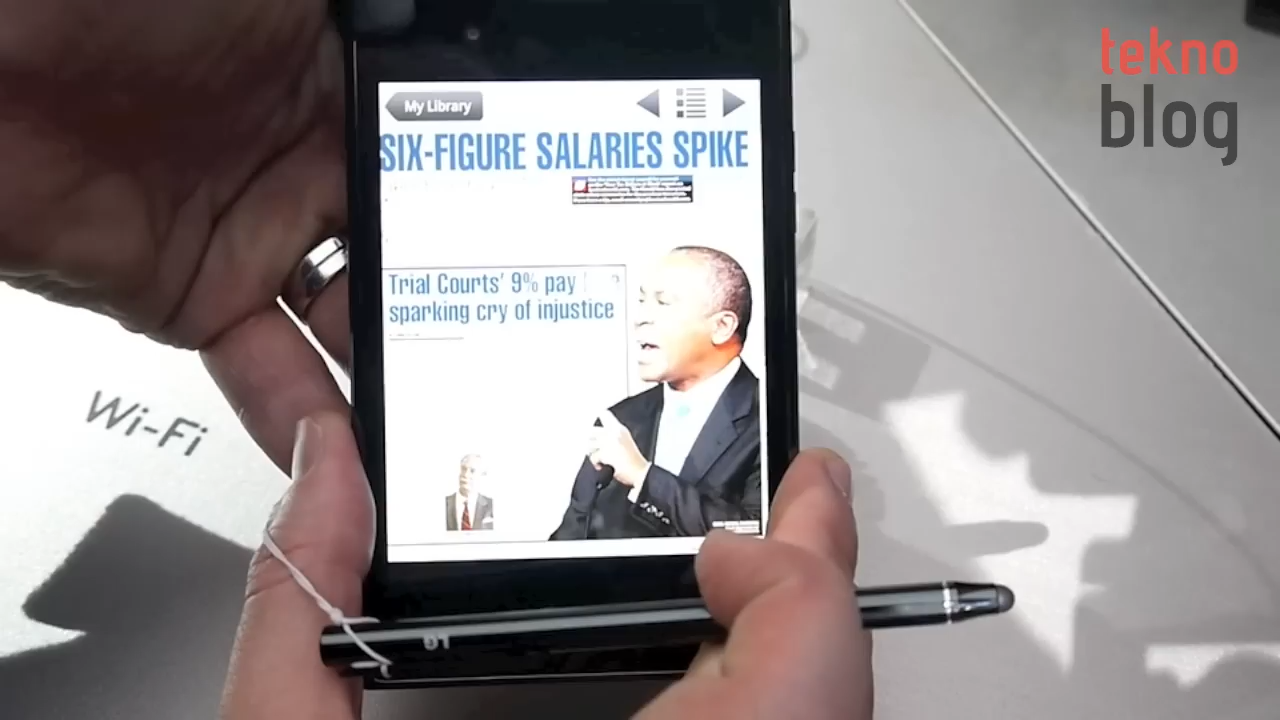 tekno
blog
My Library
SIX-FIGURE SALARIES SPIKE
Trial Courts' 9% pay
sparking cry of injustice
Wi-Fi